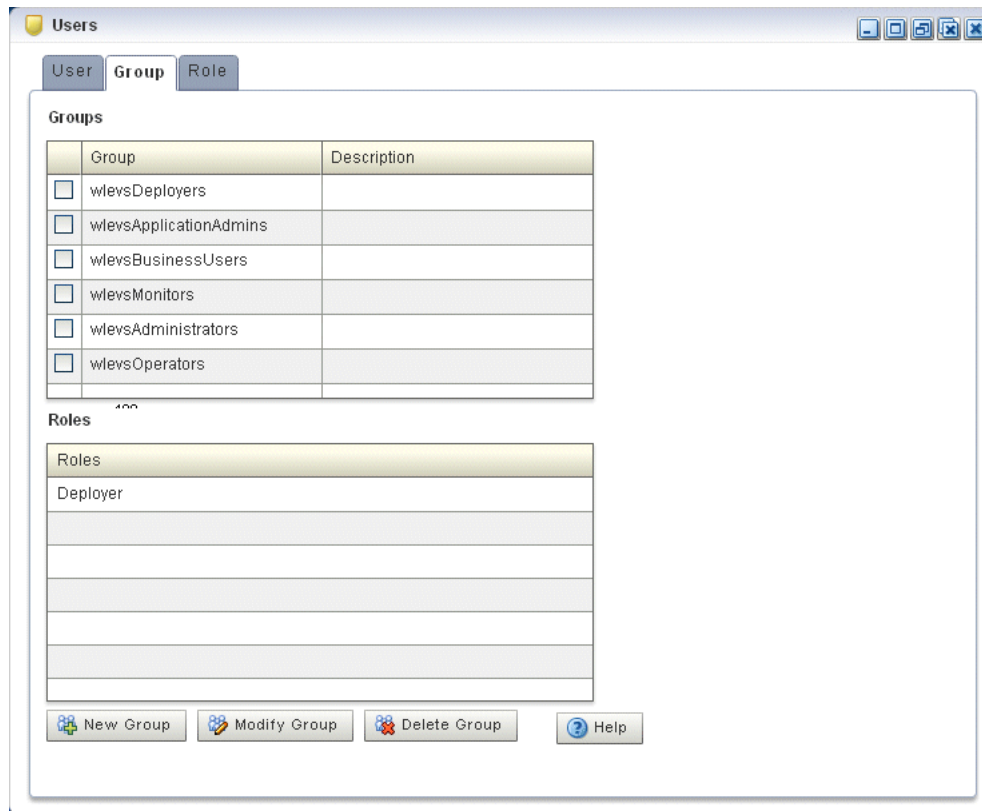 Users
User Group Role
Groups
Group Description
wlevsDeployers
wlevsApplicationAdmins
wlevsBusinessUsers
wlevsMonitors
wlevsAdministrators
wlevsOperators
Roles
Roles
Deployer
New Group Modify Group Delete Group Help